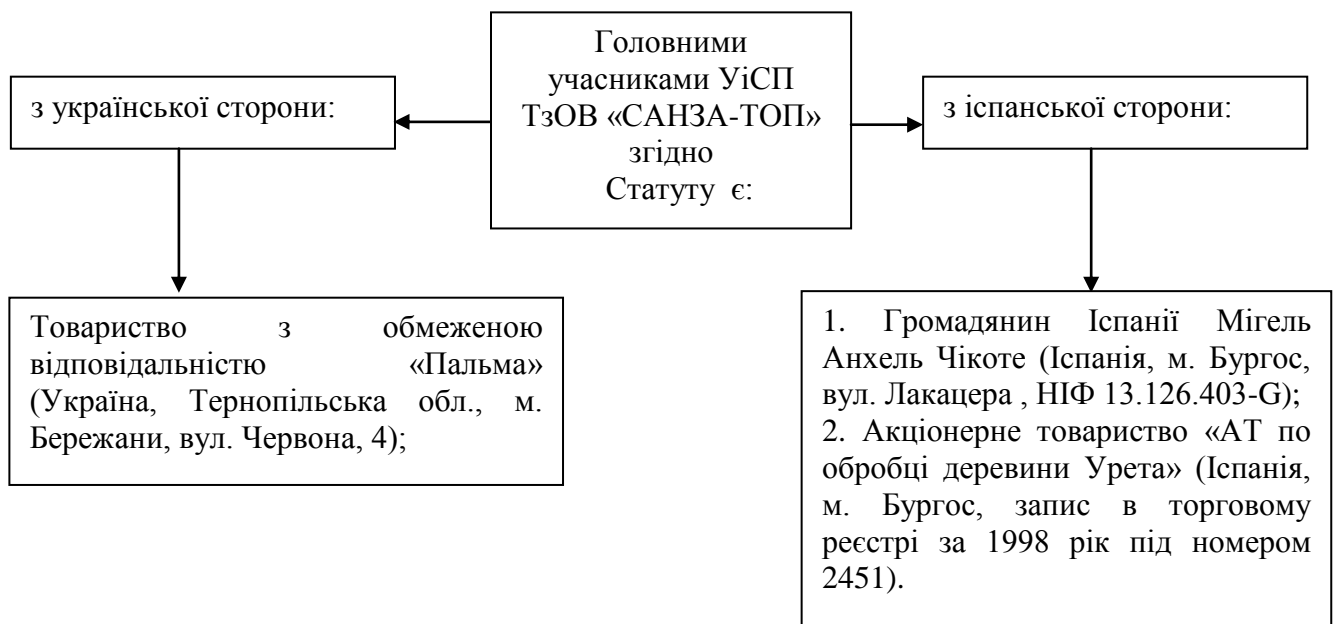 Головними
учасниками УіСП
ТзОВ «САНЗА-ТОП»
згідно
Статуту є:
з української сторони:
з іспанської сторони:
Товариство з обмеженою
відповідальністю «Пальма»
(Україна, Тернопільська обл., м.
Бережани, вул. Червона, 4);
1. Громадянин Іспанії Мігель
Анхель Чікоте (Іспанія, м. Бургос,
вул. Лакацера , НІФ 13.126.403-G);
2. Акціонерне товариство «АТ по
обробці деревини Урета» (Іспанія,
м. Бургос, запис в торговому
реєстрі за 1998 рік під номером
2451).